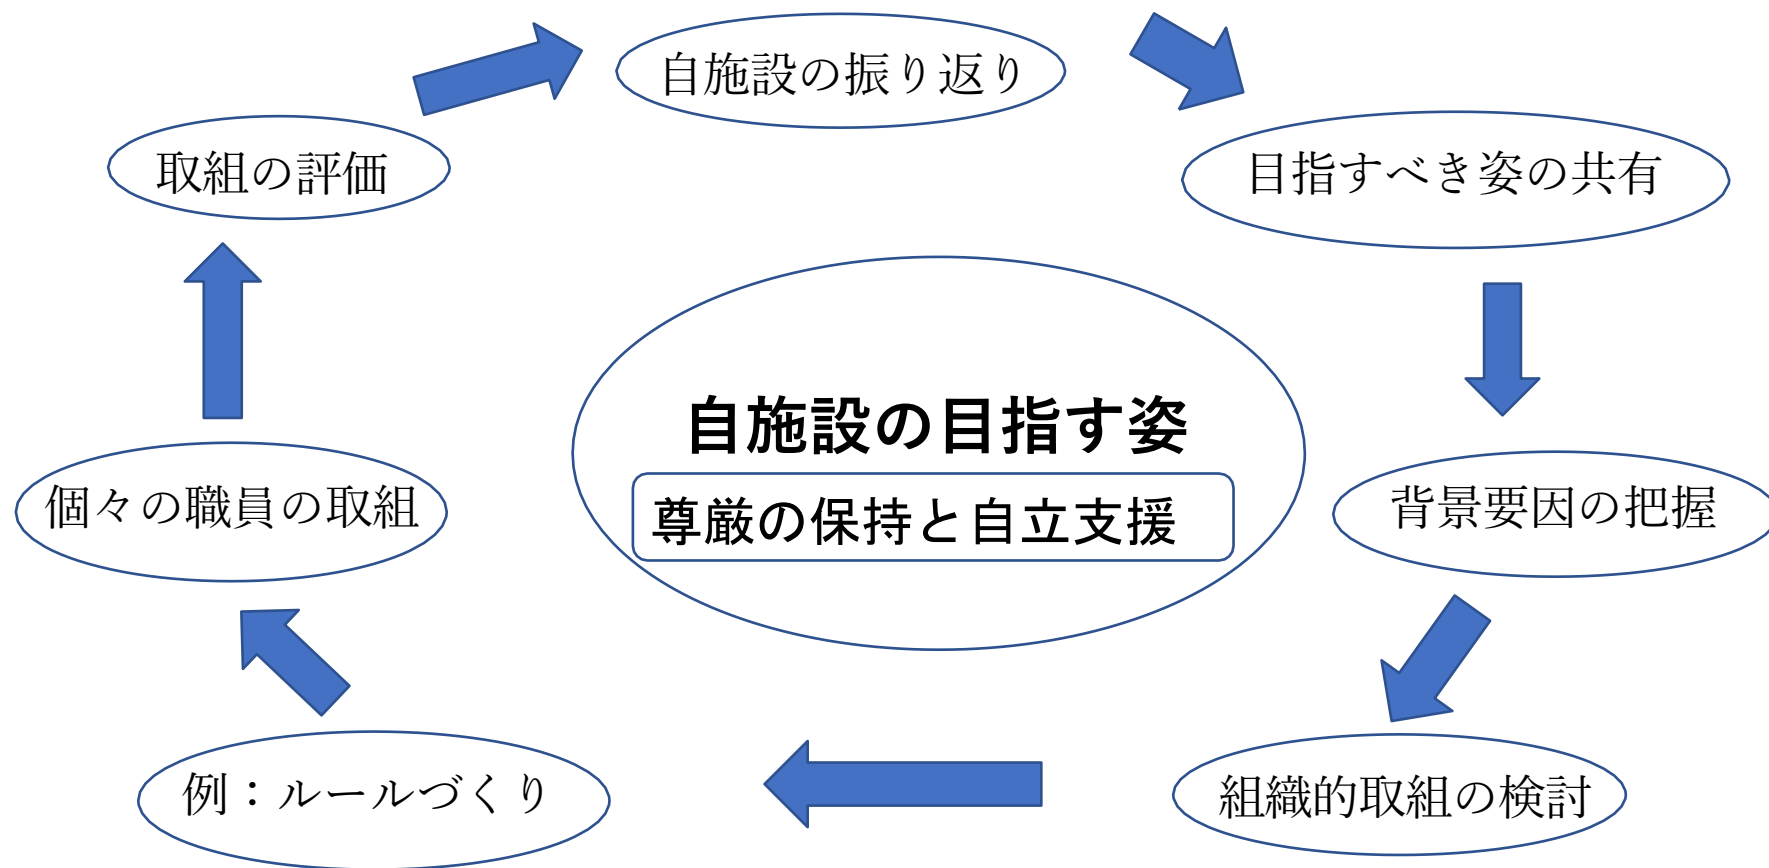 自施設の振り返り
目指すべき姿の共有
背景要因の把握
組織的取組の検討
例：ルールづくり
個々の職員の取組
取組の評価
自施設の目指す姿
尊厳の保持と自立支援